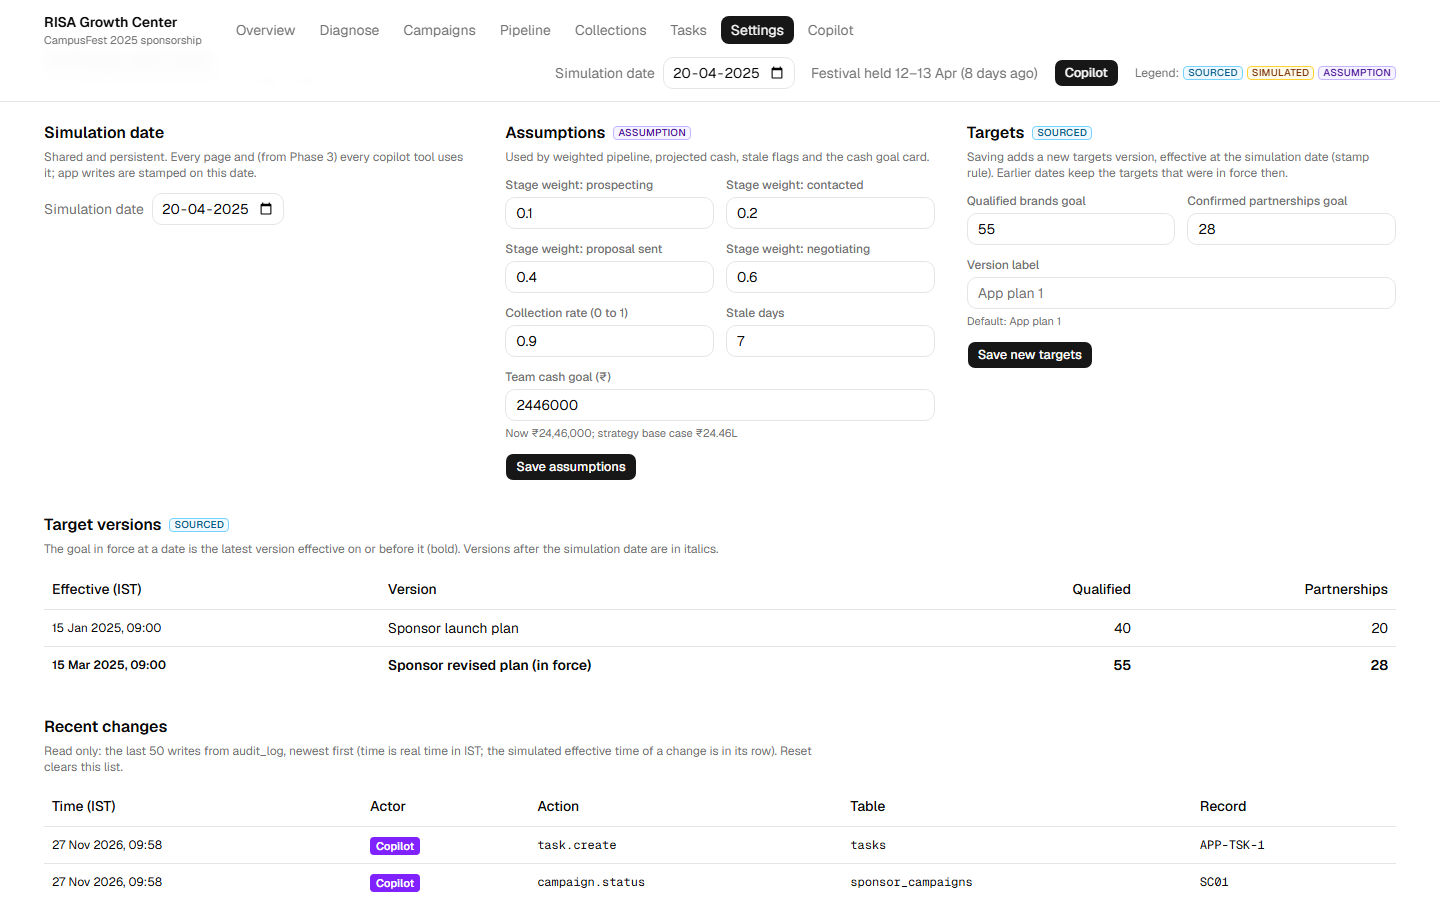 RISA Growth Center
CampusFest 2025 sponsorship
Overview Diagnose Campaigns Pipeline Collections Tasks Settings Copilot
Simulation date 20-04-2025 Festival held 12–13 Apr (8 days ago) Copilot Legend: SOURCED SIMULATED ASSUMPTION
Simulation date
Shared and persistent. Every page and (from Phase 3) every copilot tool uses
it; app writes are stamped on this date.
Simulation date 20-04-2025
Assumptions ASSUMPTION
Used by weighted pipeline, projected cash, stale flags and the cash goal card.
Stage weight: prospecting Stage weight: contacted
0.1 0.2
Stage weight: proposal sent Stage weight: negotiating
0.4 0.6
Collection rate (0 to 1) Stale days
0.9 7
Team cash goal (₹)
2446000
Now ₹24,46,000; strategy base case ₹24.46L
Save assumptions
Targets SOURCED
Saving adds a new targets version, effective at the simulation date (stamp
rule). Earlier dates keep the targets that were in force then.
Qualified brands goal Confirmed partnerships goal
55 28
Version label
App plan 1
Default: App plan 1
Save new targets
Target versions SOURCED
The goal in force at a date is the latest version effective on or before it (bold). Versions after the simulation date are in italics.
Effective (IST) Version Qualified Partnerships
15 Jan 2025, 09:00 Sponsor launch plan 40 20
15 Mar 2025, 09:00 Sponsor revised plan (in force) 55 28
Recent changes
Read only: the last 50 writes from audit_log, newest first (time is real time in IST; the simulated effective time of a change is in its row). Reset
clears this list.
Time (IST) Actor Action Table Record
27 Nov 2026, 09:58 Copilot task.create tasks APP-TSK-1
27 Nov 2026, 09:58 Copilot campaign.status sponsor_campaigns SC01